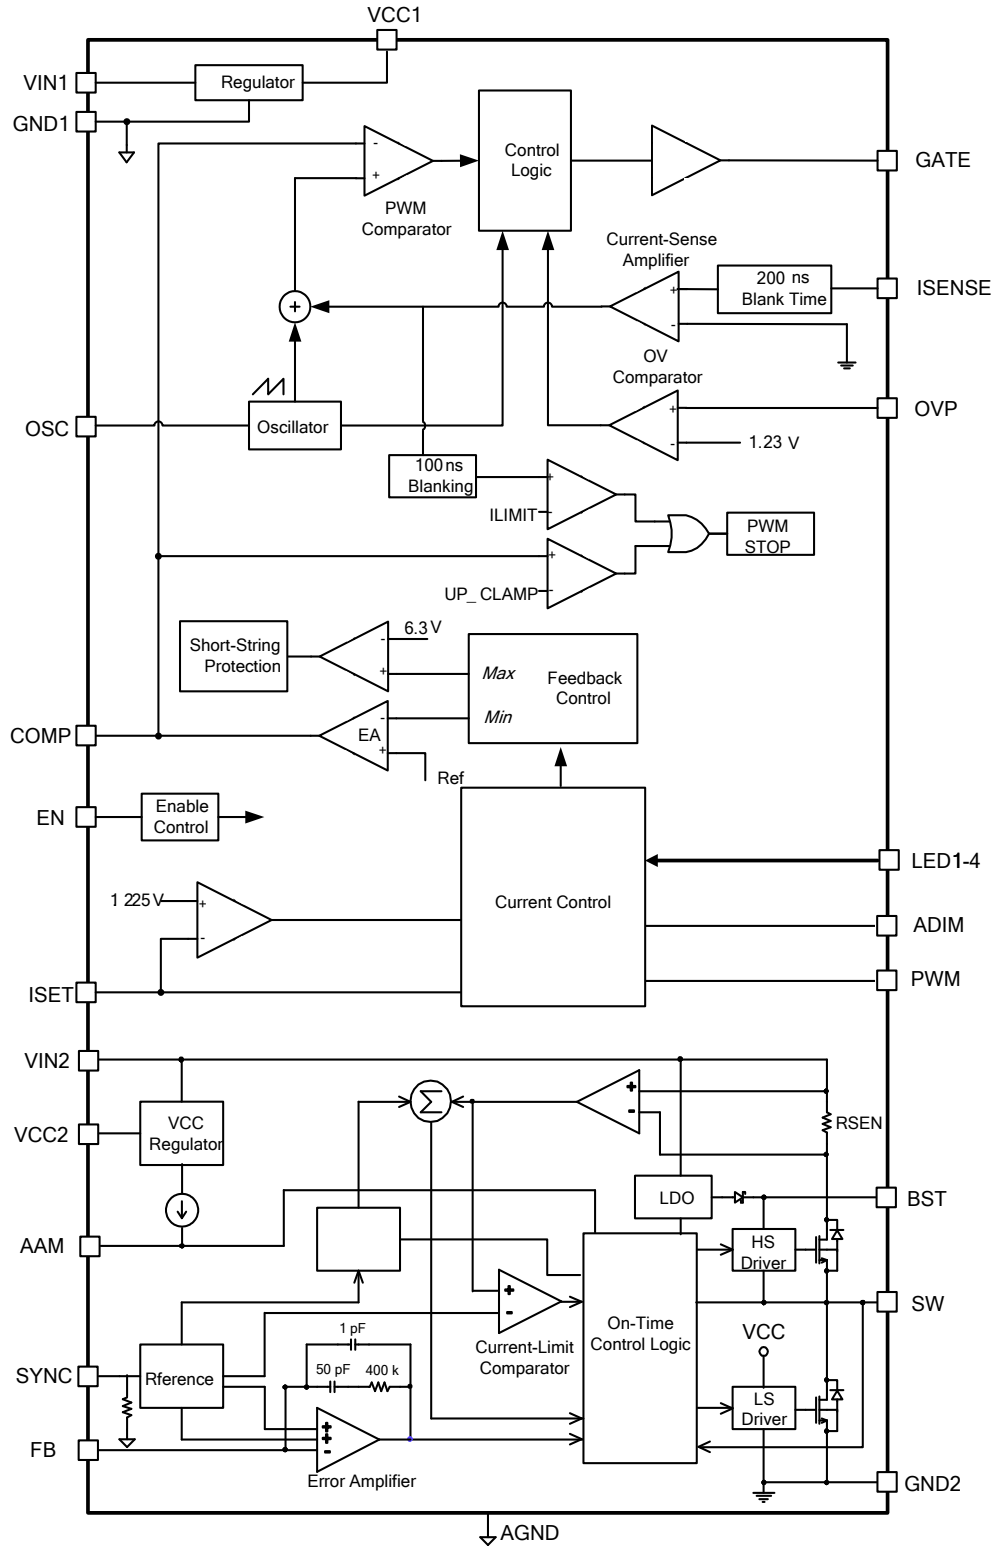 VCC1
VIN1
Regulator
GND1
-
+
PWM
Comparator
Control
Logic
GATE
Current-Sense
Amplifier
+
-
200 ns
Blank Time
ISENSE
+
OV
Comparator
+
-
1.23 V
OVP
OSC
Oscillator
100 ns
Blanking
+
-
ILIMIT
+
-
UP_ CLAMP
PWM
STOP
Short-String
Protection
-
+
6.3 V
Max
Min
Feedback
Control
COMP
EA
-
+
Ref
EN
Enable
Control
LED1-4
1 225 V
+
-
Current Control
ADIM
PWM
ISET
VIN2
VCC2
VCC
Regulator
Σ
+
-
RSEN
LDO
BST
AAM
HS
Driver
+
-
Current-Limit
Comparator
On-Time
Control Logic
SW
VCC
1 pF
50 pF
400 k
SYNC
Rference
LS
Driver
FB
+
+
-
Error Amplifier
GND2
AGND